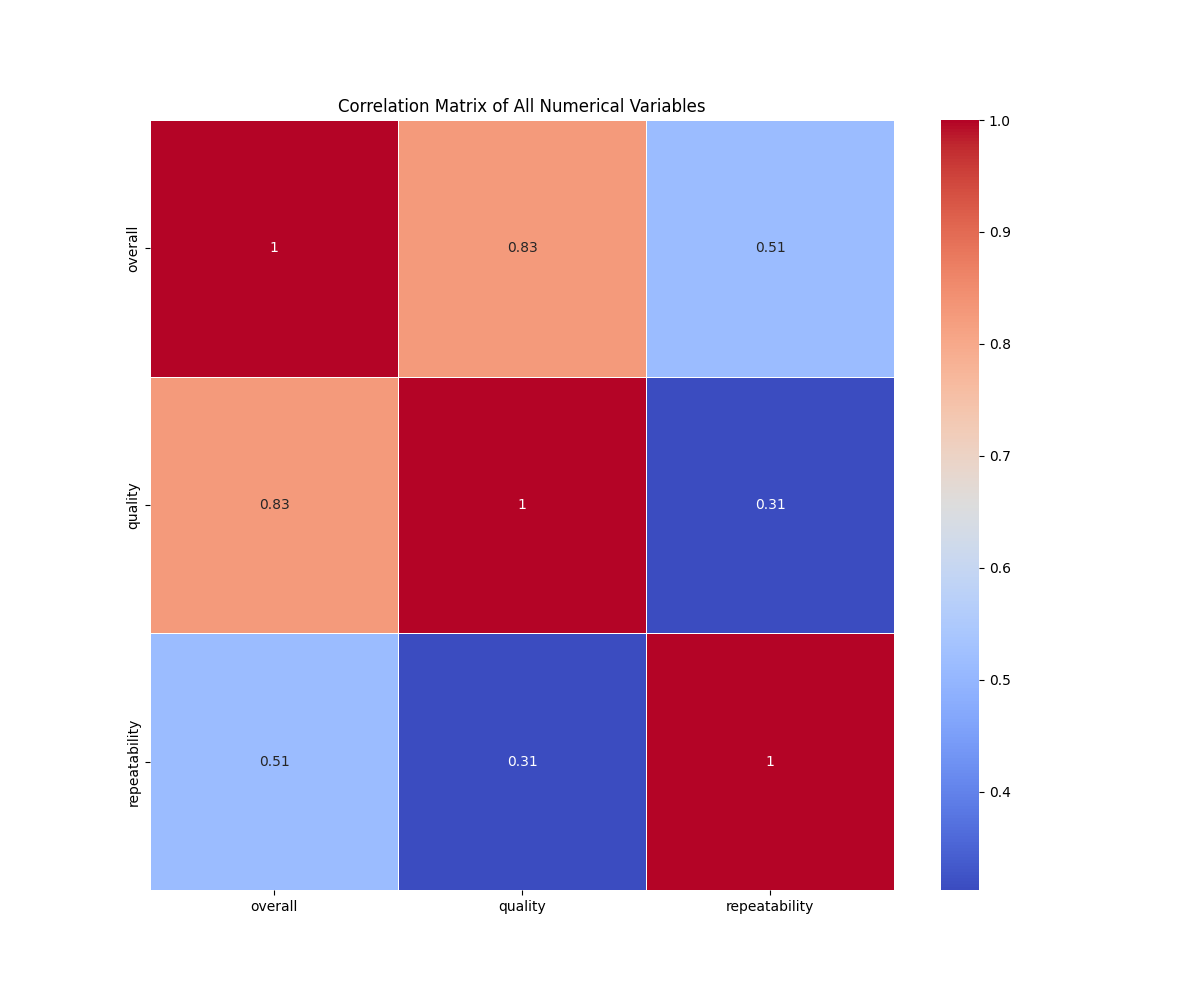 Correlation Matrix of All Numerical Variables
overall
1
0.83
0.51
quality
0.83
1
0.31
repeatability
0.51
0.31
1
overall
quality
repeatability
1.0
0.9
0.8
0.7
0.6
0.5
0.4